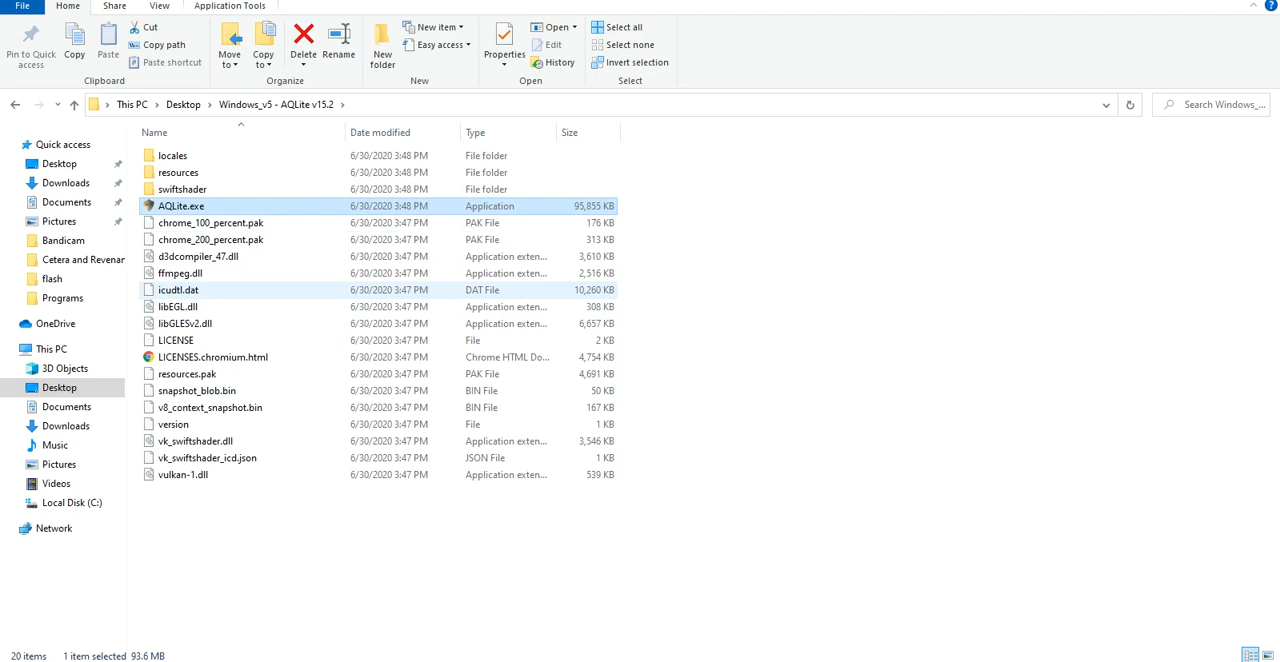 File Home Share View Application Tools
Pin to Quick access
Copy
Paste
Cut
Copy path
Paste shortcut
Clipboard
Move to
Copy to
Delete
Rename
Organize
New folder
New item
Easy access
New
Properties
Open
Edit
History
Open
Select all
Select none
Invert selection
Select
This PC > Desktop > Windows_v5 - AQLite v15.2 >
Search Windows_...
Quick access
Desktop
Downloads
Documents
Pictures
Bandicam
Cetera and Revenar
flash
Programs
OneDrive
This PC
3D Objects
Desktop
Documents
Downloads
Music
Pictures
Videos
Local Disk (C:)
Network
Name Date modified Type Size
locales 6/30/2020 3:48 PM File folder
resources 6/30/2020 3:48 PM File folder
swiftshader 6/30/2020 3:48 PM File folder
AQLite.exe 6/30/2020 3:48 PM Application 95,855 KB
chrome_100_percent.pak 6/30/2020 3:47 PM PAK File 176 KB
chrome_200_percent.pak 6/30/2020 3:47 PM PAK File 313 KB
d3dcompiler_47.dll 6/30/2020 3:47 PM Application exten... 3,610 KB
ffmpeg.dll 6/30/2020 3:47 PM Application exten... 2,516 KB
icudtl.dat 6/30/2020 3:47 PM DAT File 10,260 KB
libEGL.dll 6/30/2020 3:47 PM Application exten... 308 KB
libGLESv2.dll 6/30/2020 3:47 PM Application exten... 6,657 KB
LICENSE 6/30/2020 3:47 PM File 2 KB
LICENSES.chromium.html 6/30/2020 3:47 PM Chrome HTML Do... 4,754 KB
resources.pak 6/30/2020 3:47 PM PAK File 4,691 KB
snapshot_blob.bin 6/30/2020 3:47 PM BIN File 50 KB
v8_context_snapshot.bin 6/30/2020 3:47 PM BIN File 167 KB
version 6/30/2020 3:47 PM File 1 KB
vk_swiftshader.dll 6/30/2020 3:47 PM Application exten... 3,546 KB
vk_swiftshader_icd.json 6/30/2020 3:47 PM JSON File 1 KB
vulkan-1.dll 6/30/2020 3:47 PM Application exten... 539 KB
20 items 1 item selected 93.6 MB